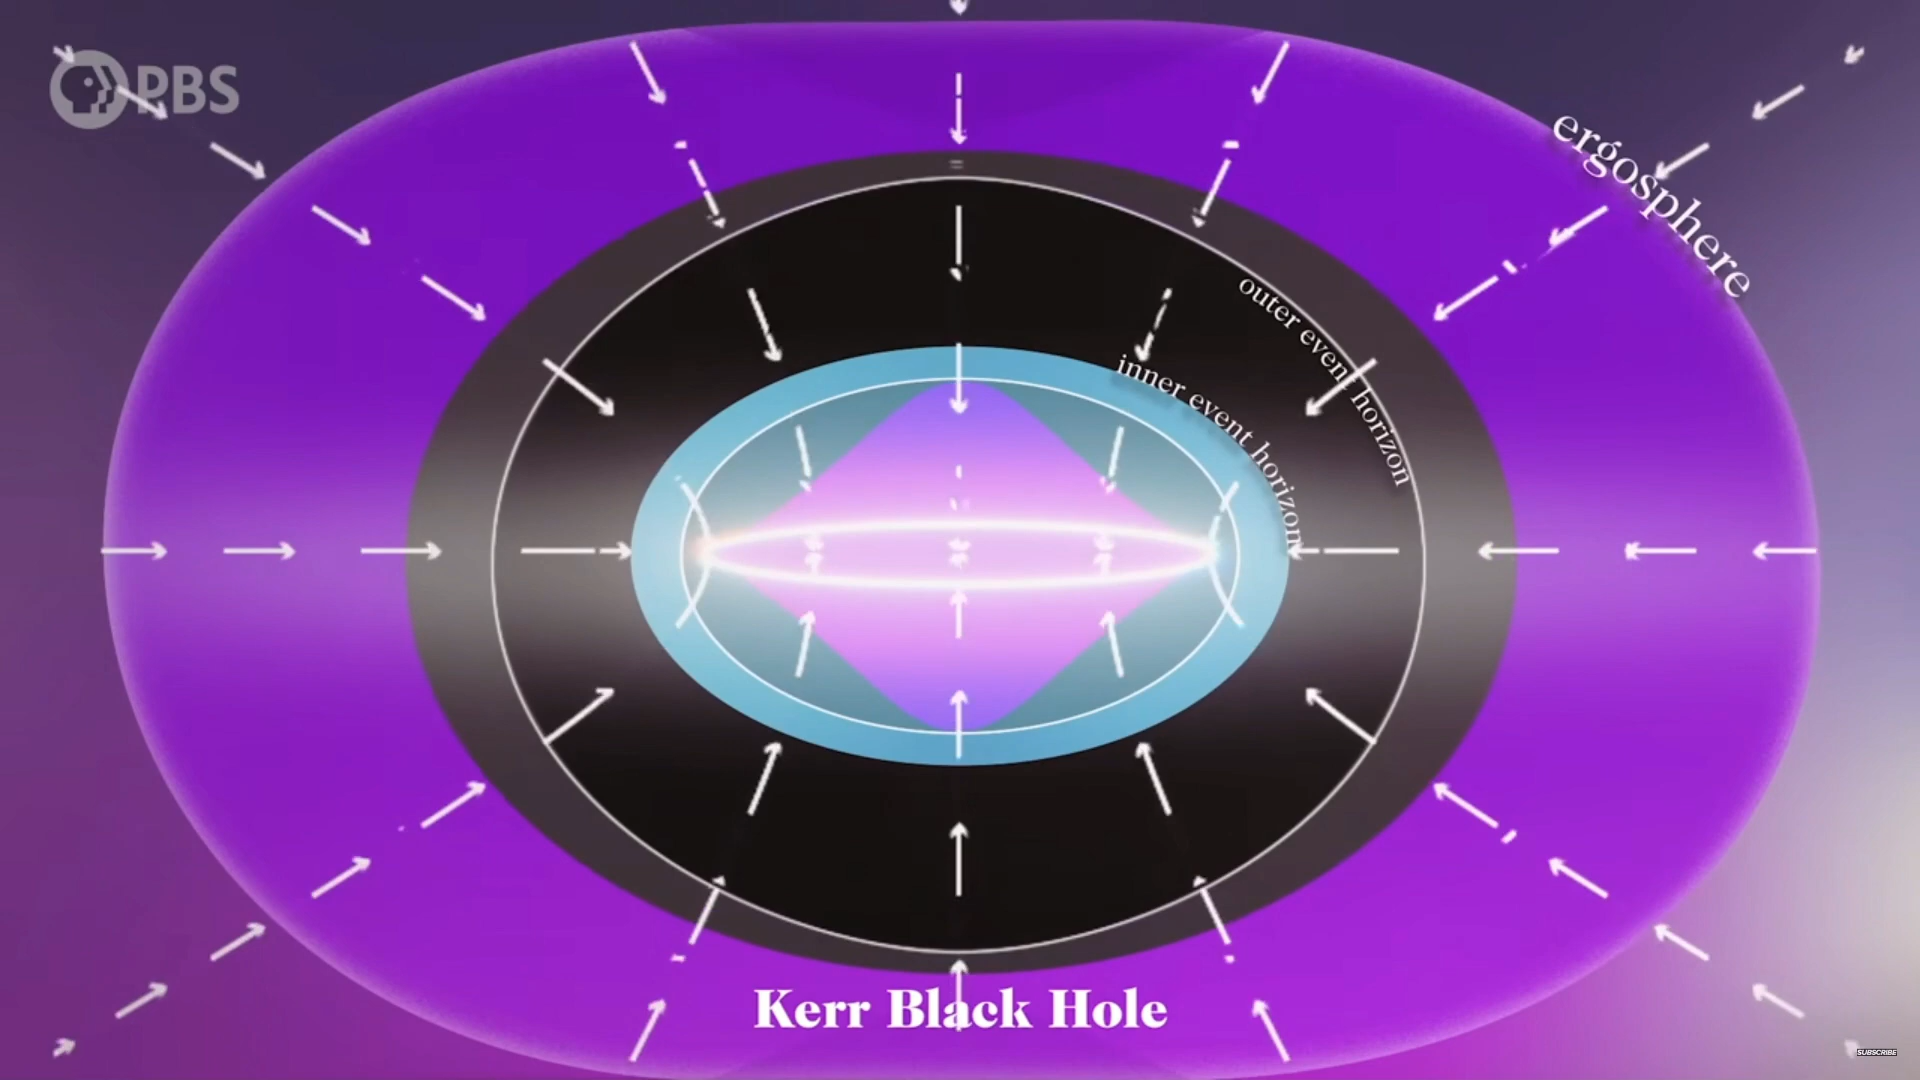 PBS
ergosphere
outer event horizon
inner event horizon
Kerr Black Hole
SUBSCRIBE